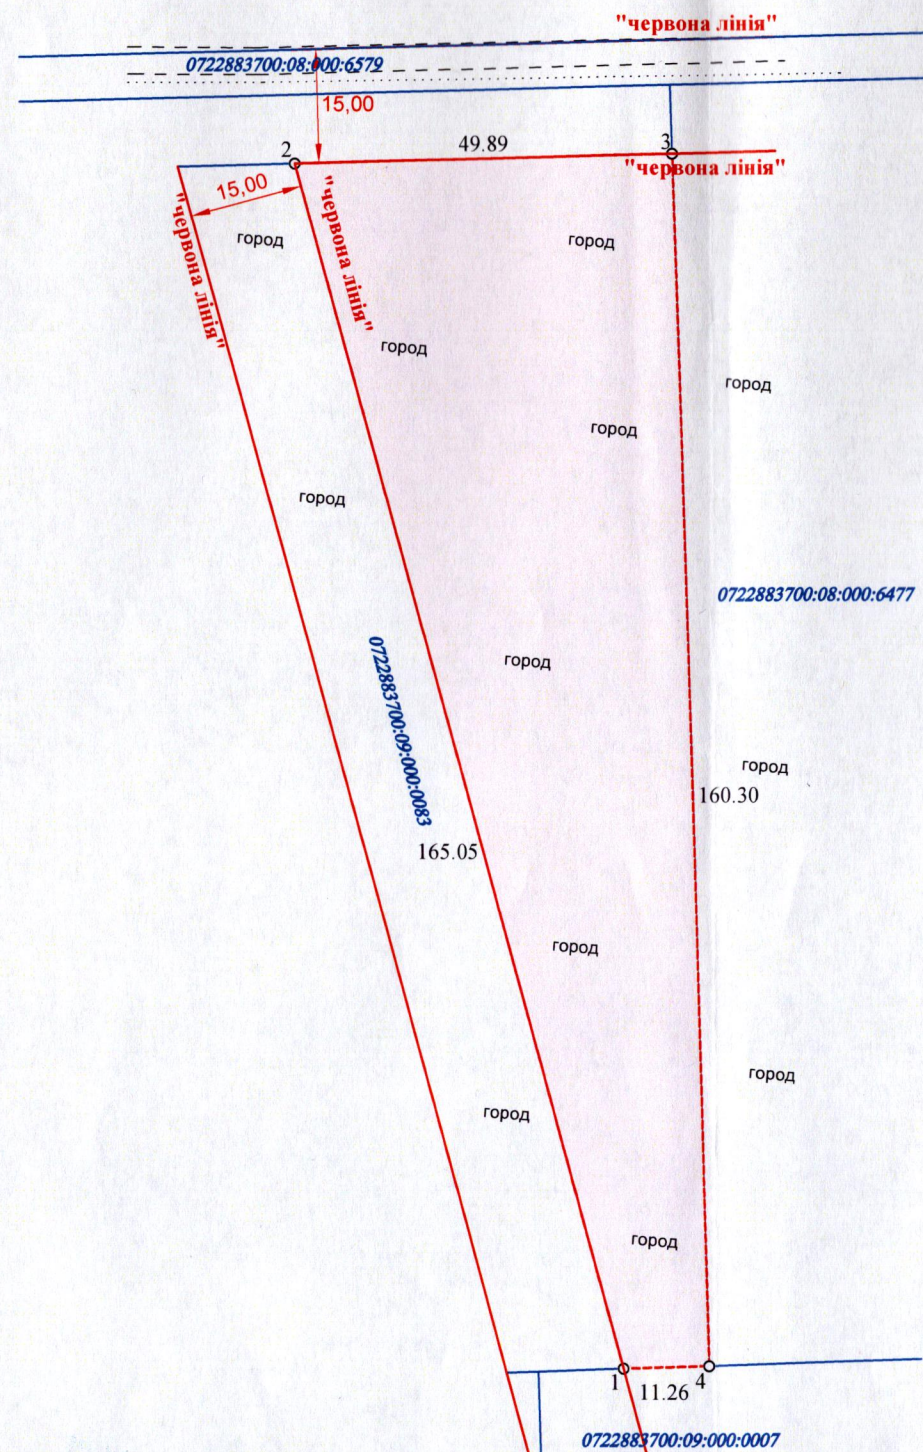 "червона лінія"
0722883700:08:000:6579
15,00
2
49.89
3
"червона лінія"
15,00
"червона лінія"
"червона лінія"
город
город
город
город
город
город
0722883700:08:000:6477
0722883700:09:000:0083
город
город
160.30
165.05
город
город
город
город
1
11.26
4
0722883700:09:000:0007